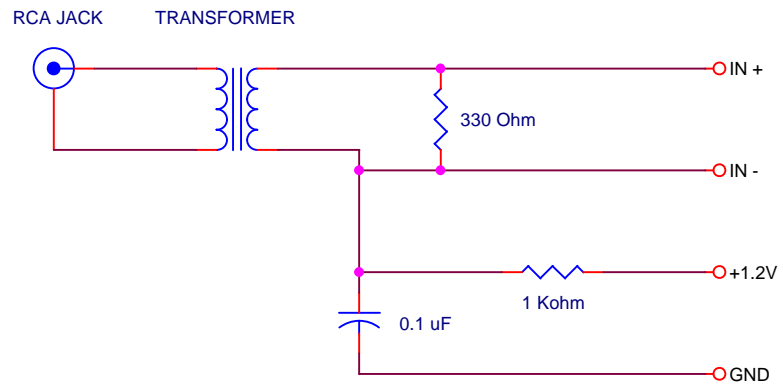 RCA JACK
TRANSFORMER
IN +
330 Ohm
IN -
+1.2V
1 Kohm
0.1 uF
GND